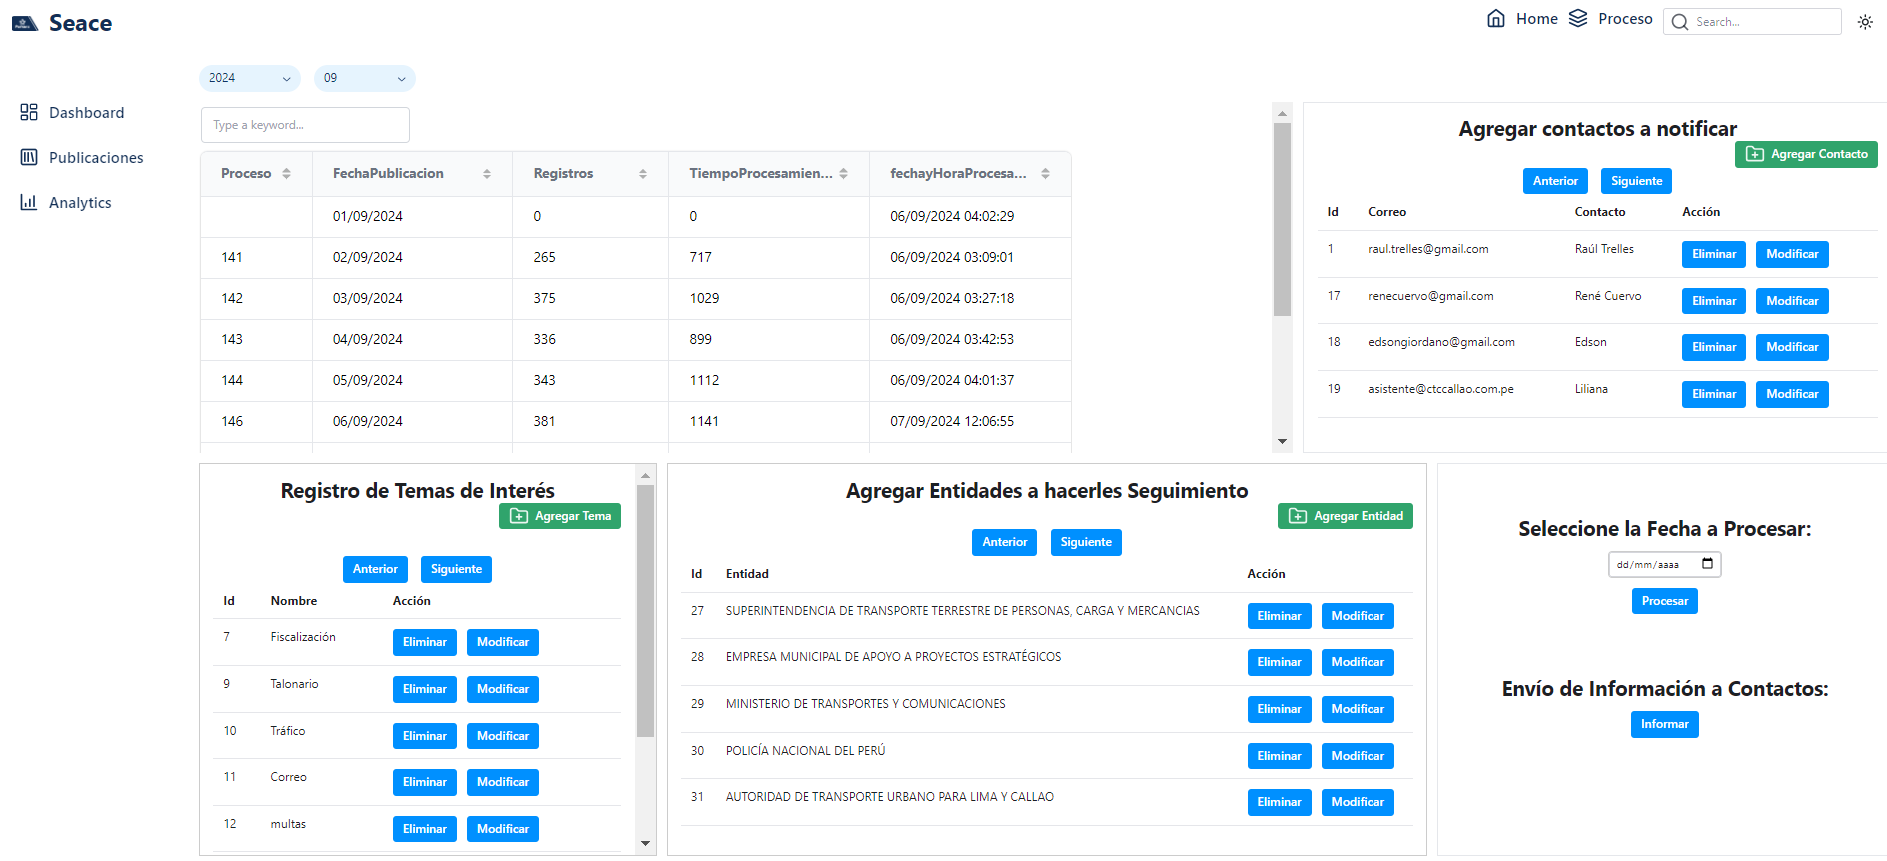 Seace
Home
Proceso
Search...
Dashboard
Publicaciones
Analytics
2024
09
Type a keyword...
Proceso FechaPublicacion Registros TiempoProcesamien... fechayHoraProcesa...
01/09/2024 0 0 06/09/2024 04:02:29
141 02/09/2024 265 717 06/09/2024 03:09:01
142 03/09/2024 375 1029 06/09/2024 03:27:18
143 04/09/2024 336 899 06/09/2024 03:42:53
144 05/09/2024 343 1112 06/09/2024 04:01:37
146 06/09/2024 381 1141 07/09/2024 12:06:55
Agregar contactos a notificar
Agregar Contacto
Anterior Siguiente
Id Correo Contacto Acción
1 raul.trelles@gmail.com Raúl Trelles Eliminar Modificar
17 renecuervo@gmail.com René Cuervo Eliminar Modificar
18 edsongiordano@gmail.com Edson Eliminar Modificar
19 asistente@ctccallao.com.pe Liliana Eliminar Modificar
Registro de Temas de Interés
Agregar Tema
Anterior Siguiente
Id Nombre Acción
7 Fiscalización Eliminar Modificar
9 Talonario Eliminar Modificar
10 Tráfico Eliminar Modificar
11 Correo Eliminar Modificar
12 multas Eliminar Modificar
Agregar Entidades a hacerles Seguimiento
Agregar Entidad
Anterior Siguiente
Id Entidad Acción
27 SUPERINTENDENCIA DE TRANSPORTE TERRESTRE DE PERSONAS, CARGA Y MERCANCIAS Eliminar Modificar
28 EMPRESA MUNICIPAL DE APOYO A PROYECTOS ESTRATÉGICOS Eliminar Modificar
29 MINISTERIO DE TRANSPORTES Y COMUNICACIONES Eliminar Modificar
30 POLICÍA NACIONAL DEL PERÚ Eliminar Modificar
31 AUTORIDAD DE TRANSPORTE URBANO PARA LIMA Y CALLAO Eliminar Modificar
Seleccione la Fecha a Procesar:
dd/mm/aaaa
Procesar
Envío de Información a Contactos:
Informar